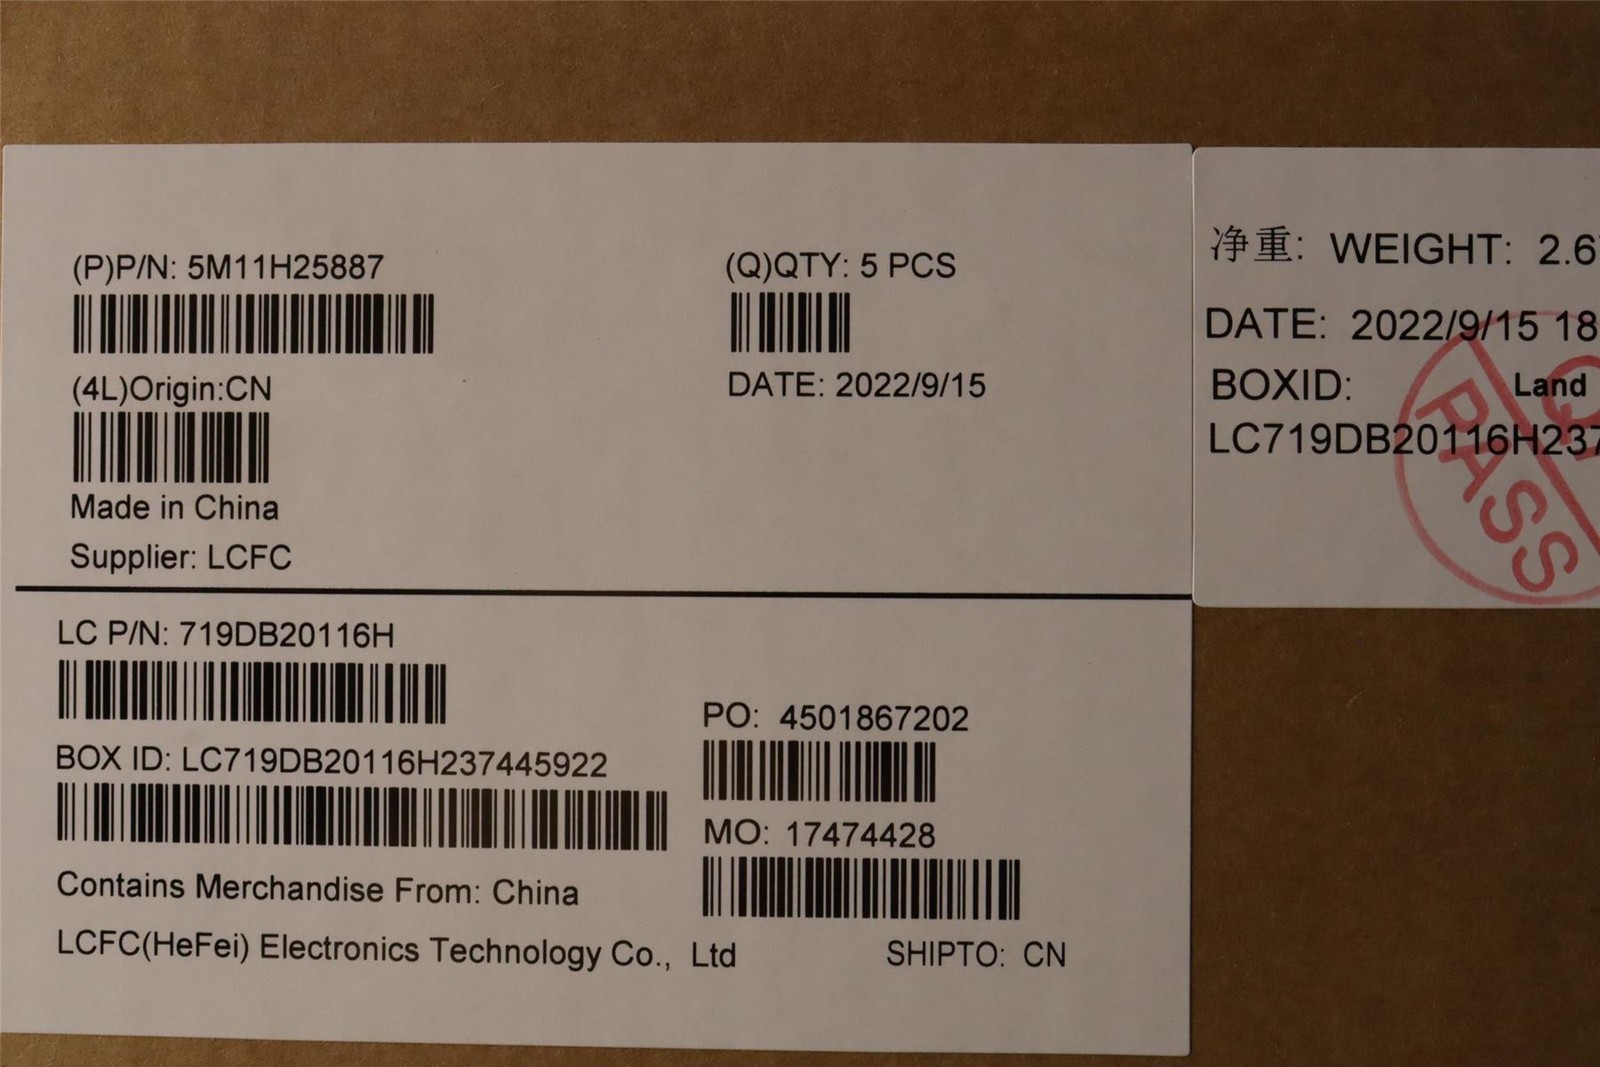 (P)P/N: 5M11H25887
(4L)Origin:CN
Made in China
Supplier: LCFC
(Q)QTY: 5 PCS
DATE: 2022/9/15
LC P/N: 719DB20116H
BOX ID: LC719DB20116H237445922
Contains Merchandise From: China
LCFC(HeFei) Electronics Technology Co., Ltd
PO: 4501867202
MO: 17474428
SHIPTO: CN
净重: WEIGHT: 2.6
DATE: 2022/9/15 18
BOXID: Land
LC719DB20116H237
PASS